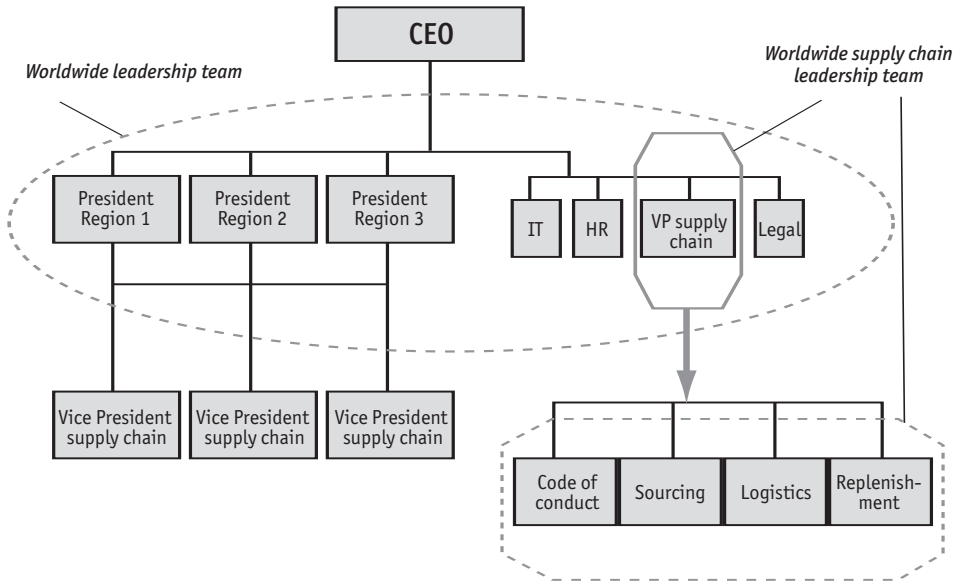 CEO
Worldwide leadership team
Worldwide supply chain
leadership team
President
Region 1
President
Region 2
President
Region 3
IT
HR
VP supply
chain
Legal
Vice President
supply chain
Vice President
supply chain
Vice President
supply chain
Code of
conduct
Sourcing
Logistics
Replenish-
ment